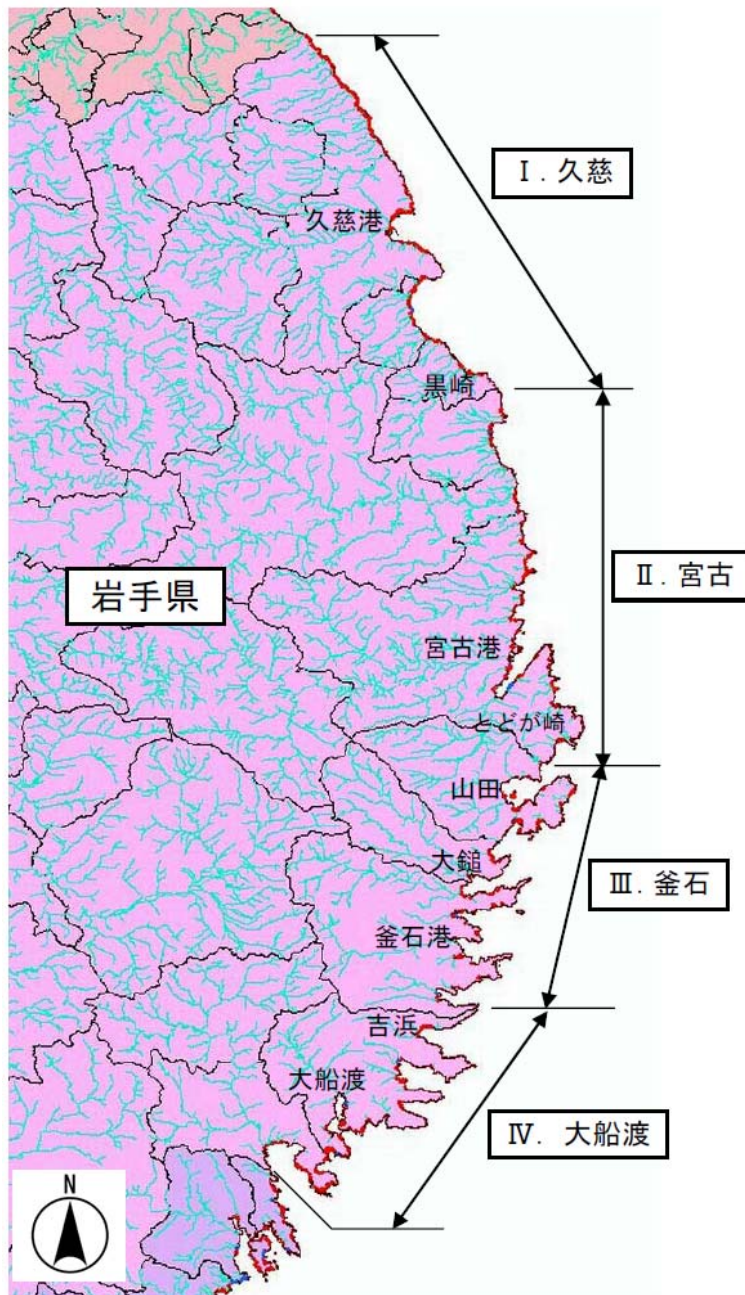 Ⅰ. 久慈
久慈港
黒崎
Ⅱ. 宮古
岩手県
宮古港
とどが崎
山田
大鎚
Ⅲ. 釜石
釜石港
吉浜
大船渡
Ⅳ. 大船渡
N